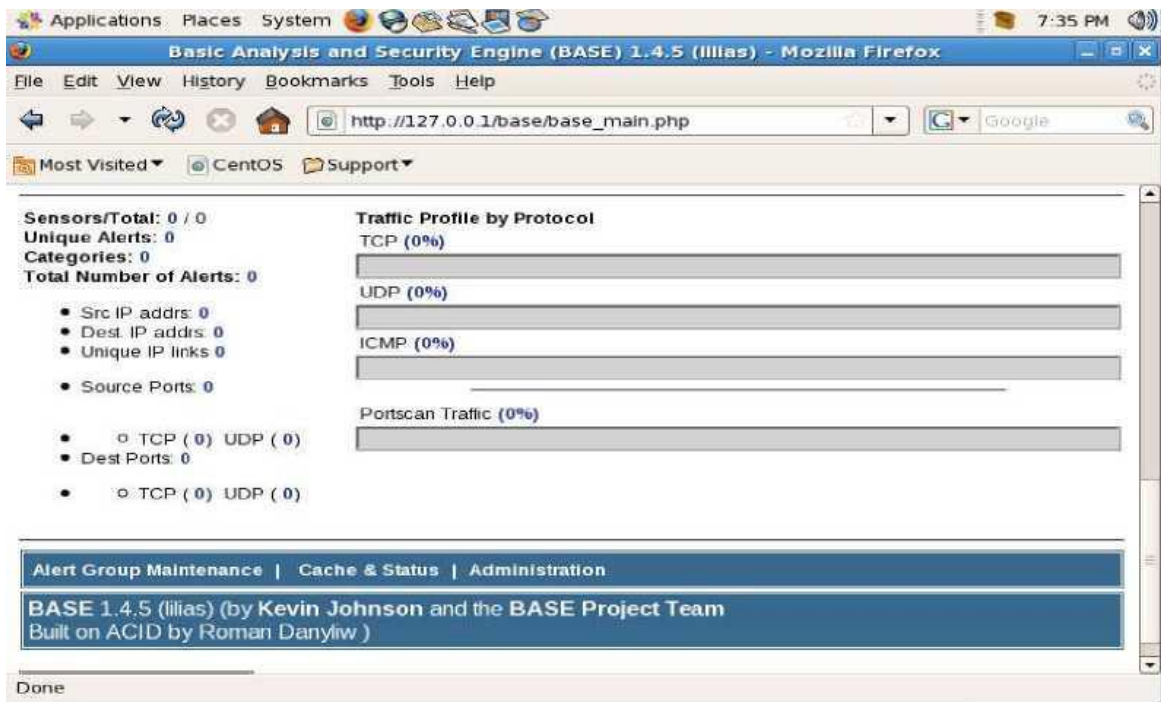 Applications Places System 7:35 PM
Basic Analysis and Security Engine (BASE) 1.4.5 (lilias) - Mozilla Firefox
File Edit View History Bookmarks Tools Help
http://127.0.0.1/base/base_main.php Google
Most Visited CentOS Support
Sensors/Total: 0 / 0
Unique Alerts: 0
Categories: 0
Total Number of Alerts: 0
Src IP addrs: 0
Dest. IP addrs: 0
Unique IP links 0
Source Ports: 0
TCP ( 0) UDP ( 0)
Dest Ports: 0
TCP ( 0) UDP ( 0)
Traffic Profile by Protocol
TCP (0%)
UDP (0%)
ICMP (0%)
Portscan Traffic (0%)
Alert Group Maintenance | Cache & Status | Administration
BASE 1.4.5 (lilias) (by Kevin Johnson and the BASE Project Team
Built on ACID by Roman Danyliw )
Done